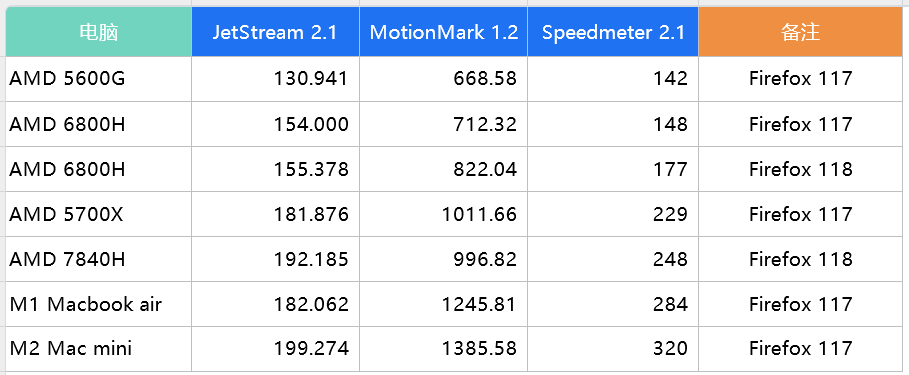 电脑 JetStream 2.1 MotionMark 1.2 Speedmeter 2.1 备注
AMD 5600G 130.941 668.58 142 Firefox 117
AMD 6800H 154.000 712.32 148 Firefox 117
AMD 6800H 155.378 822.04 177 Firefox 118
AMD 5700X 181.876 1011.66 229 Firefox 117
AMD 7840H 192.185 996.82 248 Firefox 118
M1 Macbook air 182.062 1245.81 284 Firefox 117
M2 Mac mini 199.274 1385.58 320 Firefox 117